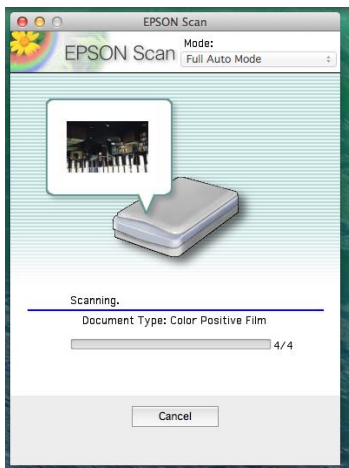 EPSON Scan
EPSON Scan
Mode:
Full Auto Mode
Scanning.
Document Type: Color Positive Film
4/4
Cancel